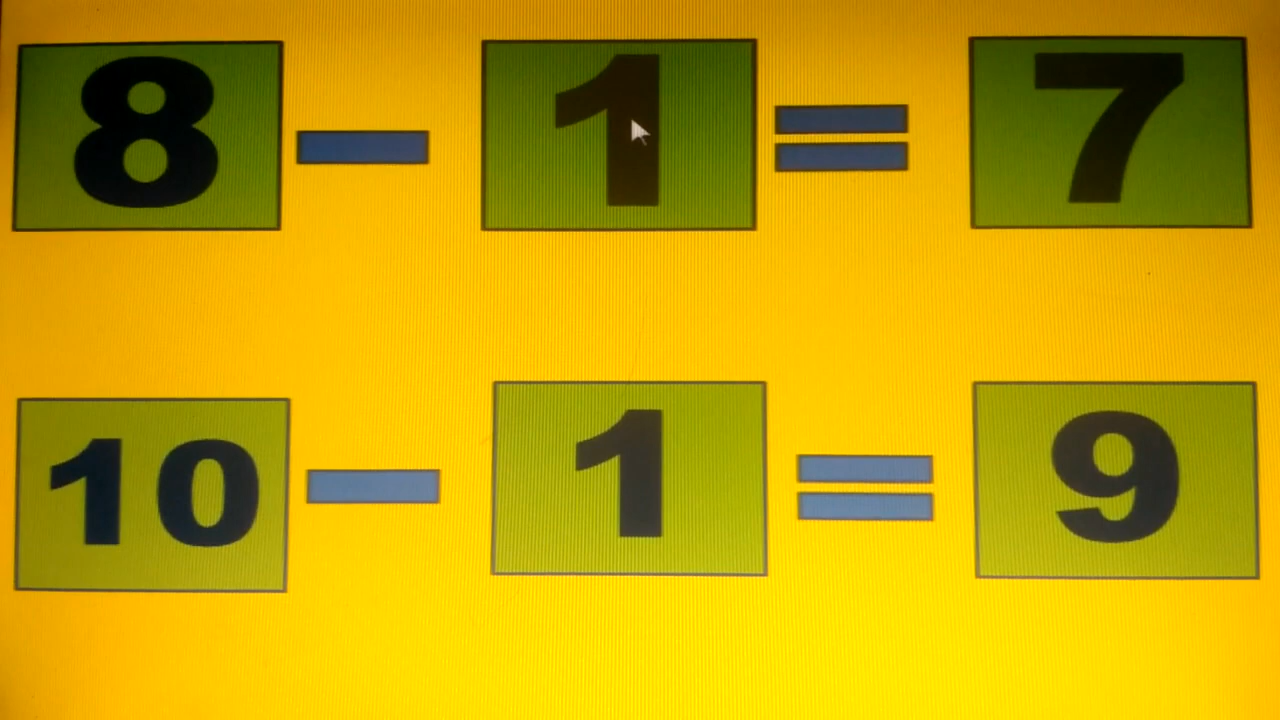 8 - 1 = 7
10 - 1 = 9